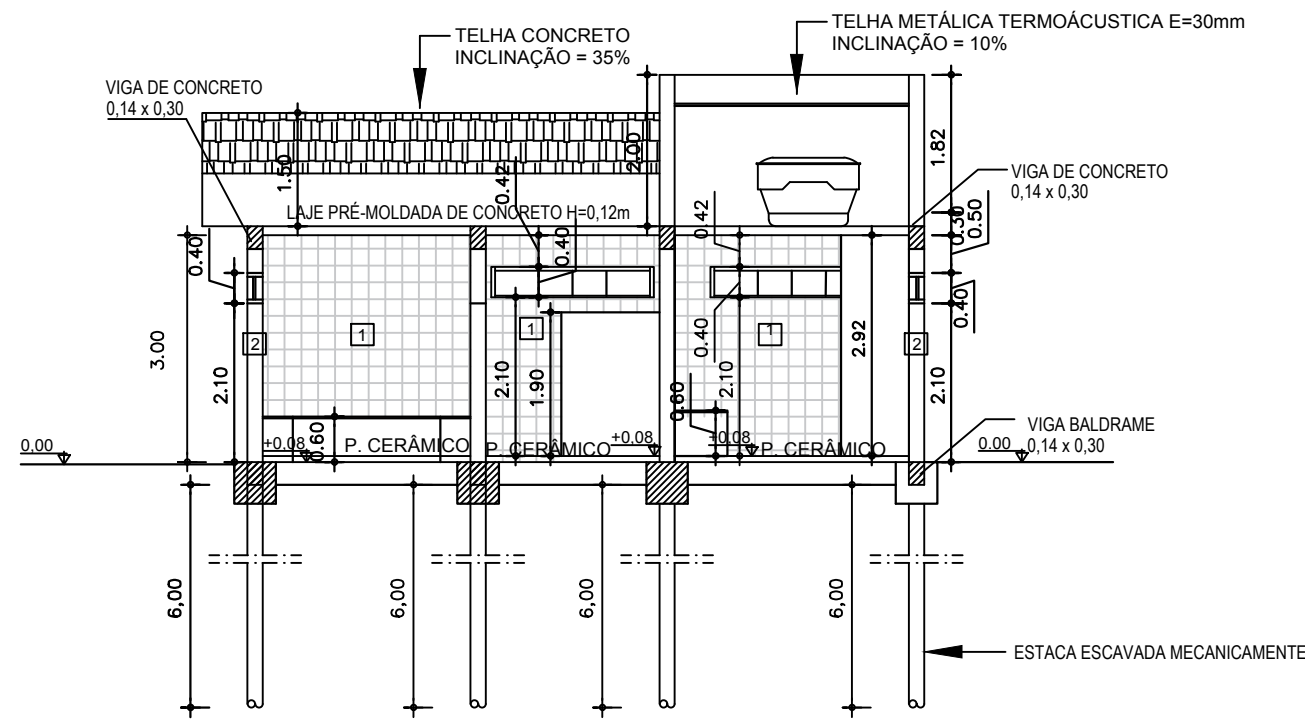 TELHA CONCRETO
INCLINAÇÃO = 35%
TELHA METÁLICA TERMOÁCUSTICA E=30mm
INCLINAÇÃO = 10%
VIGA DE CONCRETO
0,14 x 0,30
1.50
0.42
2.00
1.82
VIGA DE CONCRETO
0,14 x 0,30
LAJE PRÉ-MOLDADA DE CONCRETO H=0,12m
0.40
0.40
0.42
0.30
0.50
0.40
3.00
2.10
2
1
1
2.10
1.90
0.40
2.10
1
2.92
2
2.10
0.60
0.60
VIGA BALDRAME
0,14 x 0,30
0,00
+0.08
P. CERÂMICO
P. CERÂMICO
+0,08
+0.08
P. CERÂMICO
0.00
6,00
6,00
6,00
6,00
ESTACA ESCAVADA MECANICAMENTE